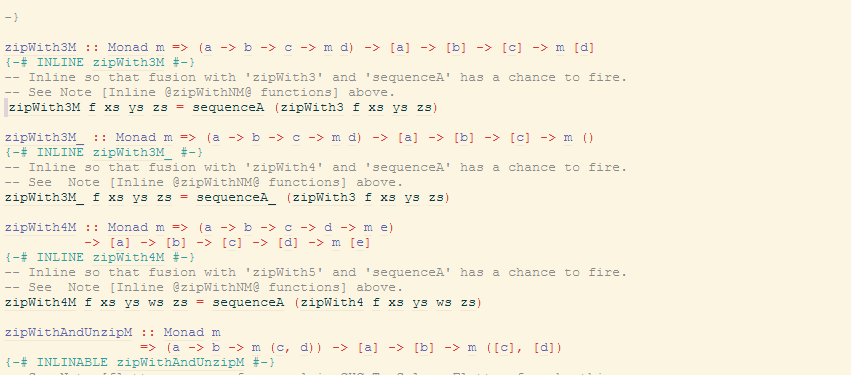 -}
zipWith3M :: Monad m => (a -> b -> c -> m d) -> [a] -> [b] -> [c] -> m [d]
{-# INLINE zipWith3M #-}
-- Inline so that fusion with 'zipWith3' and 'sequenceA' has a chance to fire.
-- See Note [Inline @zipWithNM@ functions] above.
zipWith3M f xs ys zs = sequenceA (zipWith3 f xs ys zs)
zipWith3M_ :: Monad m => (a -> b -> c -> m d) -> [a] -> [b] -> [c] -> m ()
{-# INLINE zipWith3M_ #-}
-- Inline so that fusion with 'zipWith4' and 'sequenceA' has a chance to fire.
-- See  Note [Inline @zipWithNM@ functions] above.
zipWith3M_ f xs ys zs = sequenceA_ (zipWith3 f xs ys zs)
zipWith4M :: Monad m => (a -> b -> c -> d -> m e)
-> [a] -> [b] -> [c] -> [d] -> m [e]
{-# INLINE zipWith4M #-}
-- Inline so that fusion with 'zipWith5' and 'sequenceA' has a chance to fire.
-- See  Note [Inline @zipWithNM@ functions] above.
zipWith4M f xs ys ws zs = sequenceA (zipWith4 f xs ys ws zs)
zipWithAndUnzipM :: Monad m
=> (a -> b -> m (c, d)) -> [a] -> [b] -> m ([c], [d])
{-# INLINABLE zipWithAndUnzipM #-}